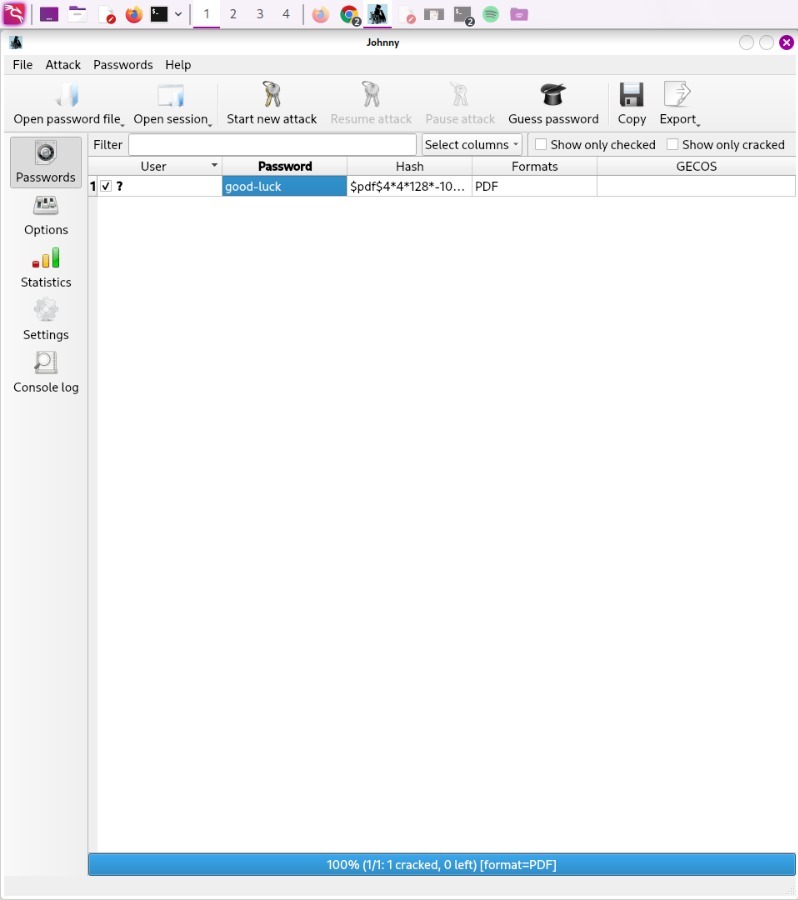 1 2 3 4 2 2
Johnny
File Attack Passwords Help
Open password file Open session Start new attack Resume attack Pause attack Guess password Copy Export
Passwords
Filter Select columns Show only checked Show only cracked
User Password Hash Formats GECOS
1 ? good-luck $pdf$4*4*128*-10... PDF
Options
Statistics
Settings
Console log
100% (1/1: 1 cracked, 0 left) [format=PDF]